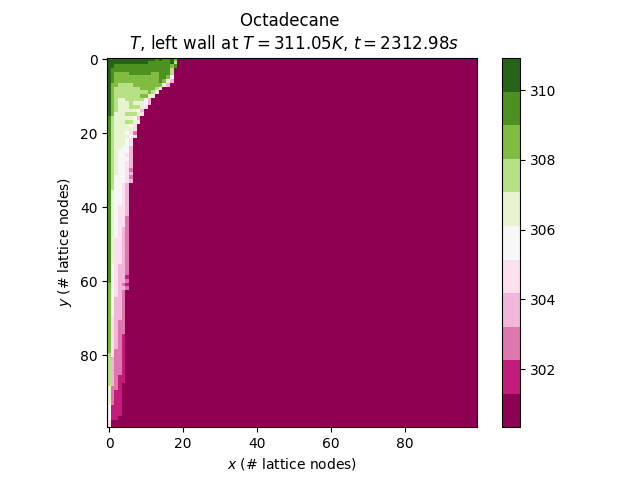 Octadecane
T, left wall at T = 311.05K, t = 2312.98s
0
20
40
60
80
y (# lattice nodes)
0 20 40 60 80
x (# lattice nodes)
310
308
306
304
302